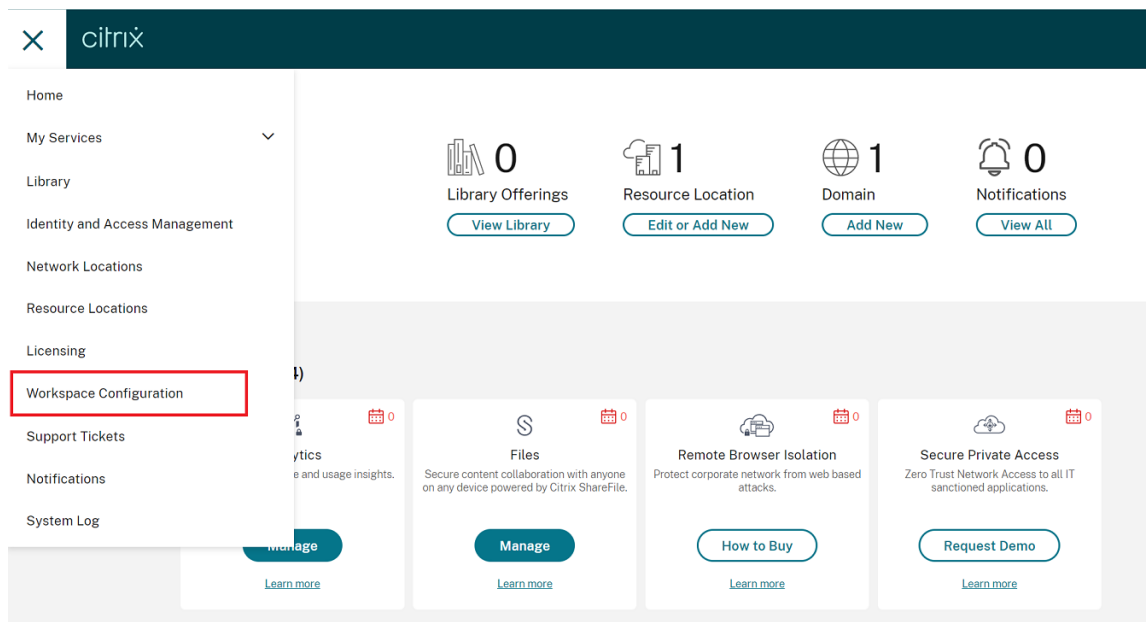 citrix
Home
My Services
Library
Identity and Access Management
Network Locations
Resource Locations
Licensing
Workspace Configuration
Support Tickets
Notifications
System Log
0
Library Offerings
View Library
1
Resource Location
Edit or Add New
1
Domain
Add New
0
Notifications
View All
4)
0
ytics
e and usage insights.
Manage
Learn more
0
Files
Secure content collaboration with anyone
on any device powered by Citrix ShareFile.
Manage
Learn more
0
Remote Browser Isolation
Protect corporate network from web based
attacks.
How to Buy
Learn more
0
Secure Private Access
Zero Trust Network Access to all IT
sanctioned applications.
Request Demo
Learn more